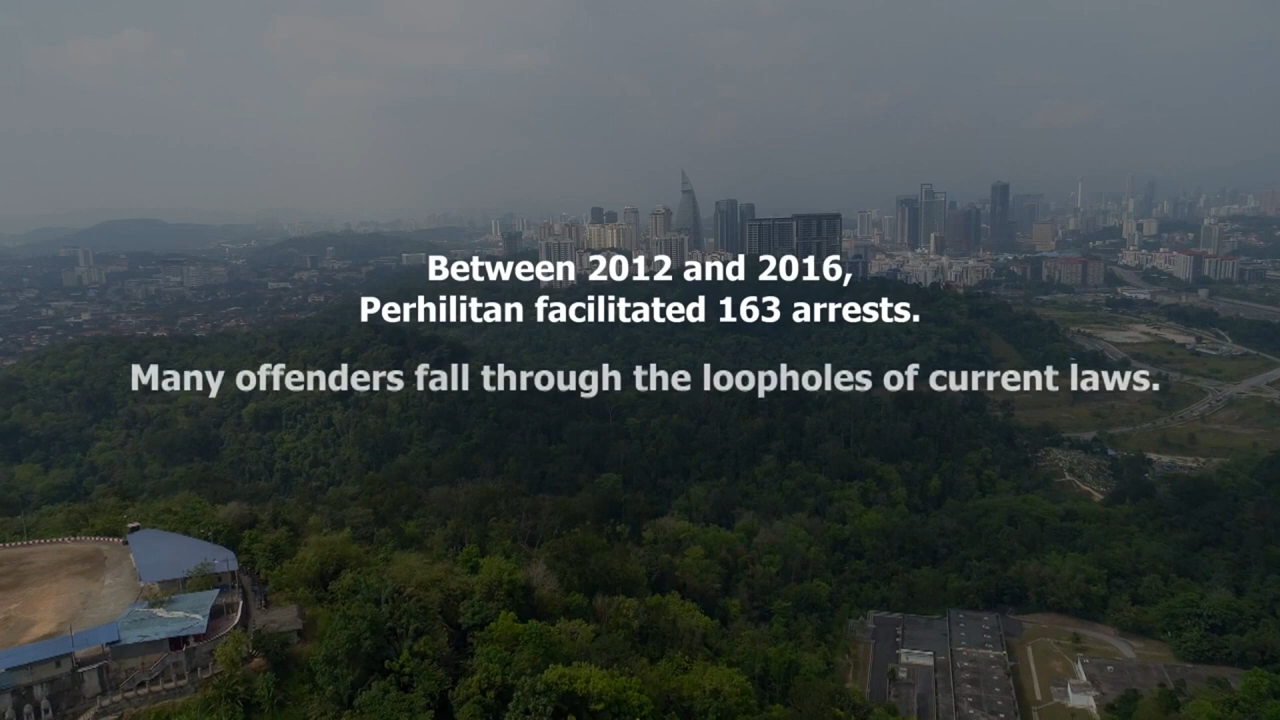 Between 2012 and 2016,
Perhilitan facilitated 163 arrests.
Many offenders fall through the loopholes of current laws.